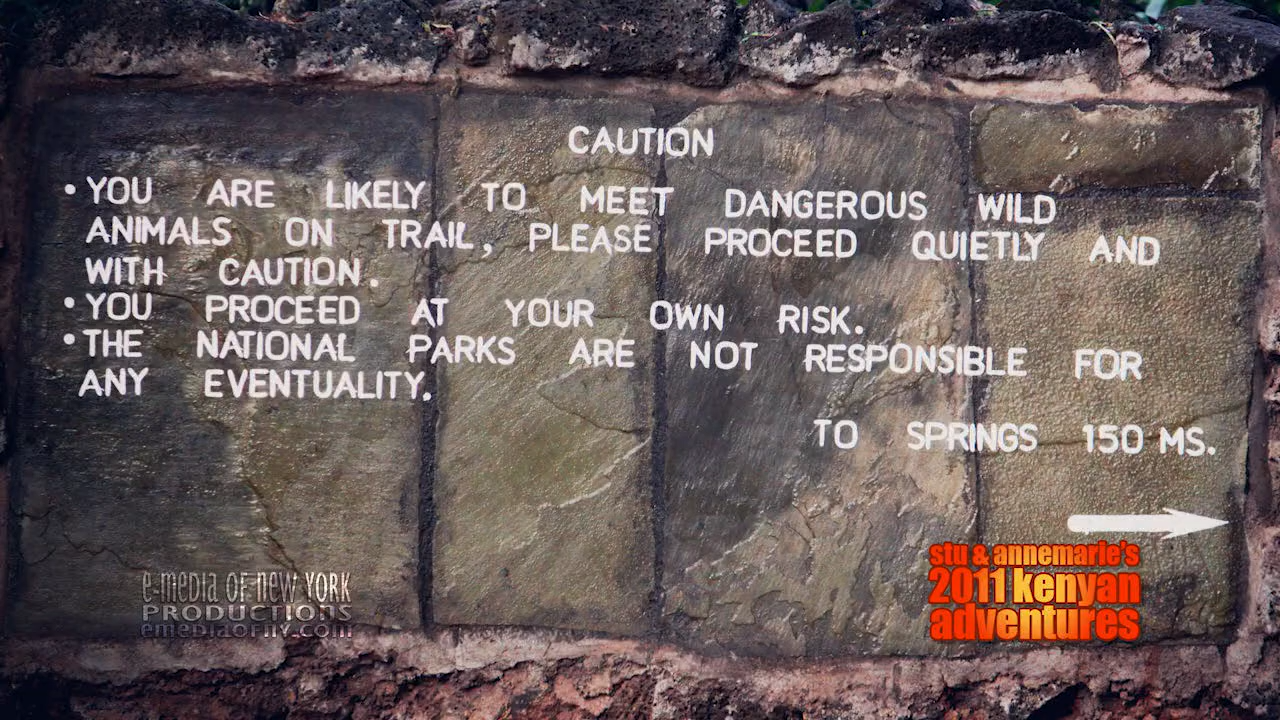 CAUTION
• YOU ARE LIKELY TO MEET DANGEROUS WILD
ANIMALS ON TRAIL, PLEASE PROCEED QUIETLY AND
WITH CAUTION.
• YOU PROCEED AT YOUR OWN RISK.
• THE NATIONAL PARKS ARE NOT RESPONSIBLE FOR
ANY EVENTUALITY.
TO SPRINGS 150 MS.
stu & annemarie's
2011 kenyan
adventures
e-media OF new YORK
PRODUCTIONS
emediaofny.com